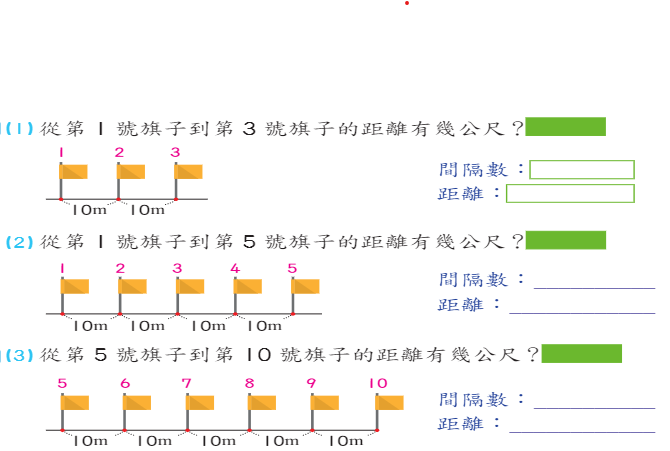 (1) 從第 1 號旗子到第 3 號旗子的距離有幾公尺？
1 2 3
間隔數：
距離：
10m 10m
(2) 從第 1 號旗子到第 5 號旗子的距離有幾公尺？
1 2 3 4 5
間隔數：
距離：
10m 10m 10m 10m
(3) 從第 5 號旗子到第 10 號旗子的距離有幾公尺？
5 6 7 8 9 10
間隔數：
距離：
10m 10m 10m 10m 10m